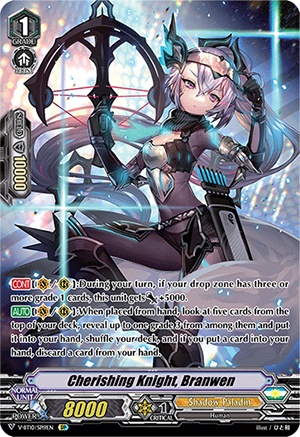 1
GRADE
BOOST
10000
CONT [ / ]:During your turn, if your drop zone has three or
more grade 1 cards, this unit gets +5000.
AUTO [ / ]:When placed from hand, look at five cards from the
top of your deck, reveal up to one grade 3 from among them and put
it into your hand, shuffle your deck, and if you put a card into your
hand, discard a card from your hand.
Cherishing Knight, Branwen
NORMAL
UNIT
POWER
8000
1
CRITICAL
Shadow Paladin
Human
V-BT10/SP19EN SP
Illust /